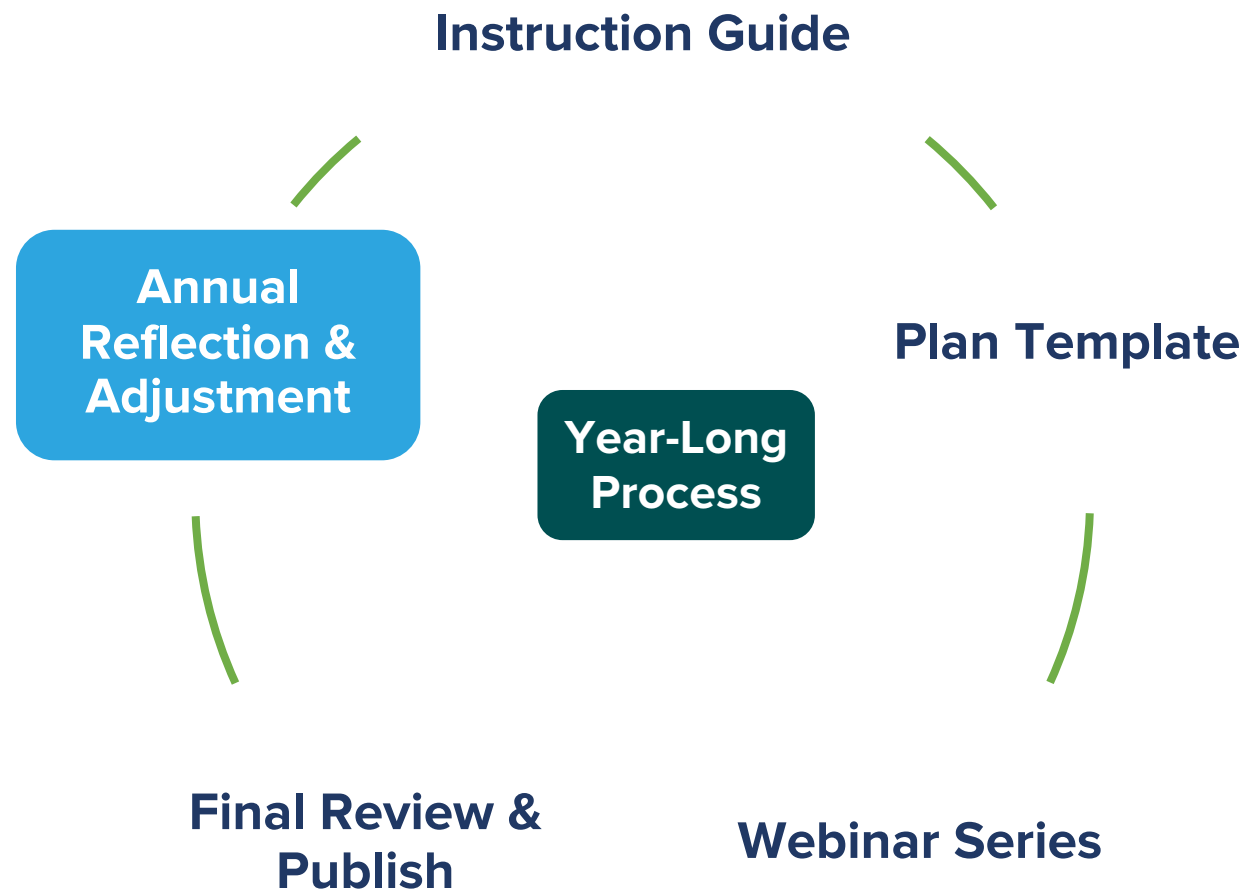 Instruction Guide
Annual
Reflection &
Adjustment
Plan Template
Year-Long
Process
Final Review &
Publish
Webinar Series